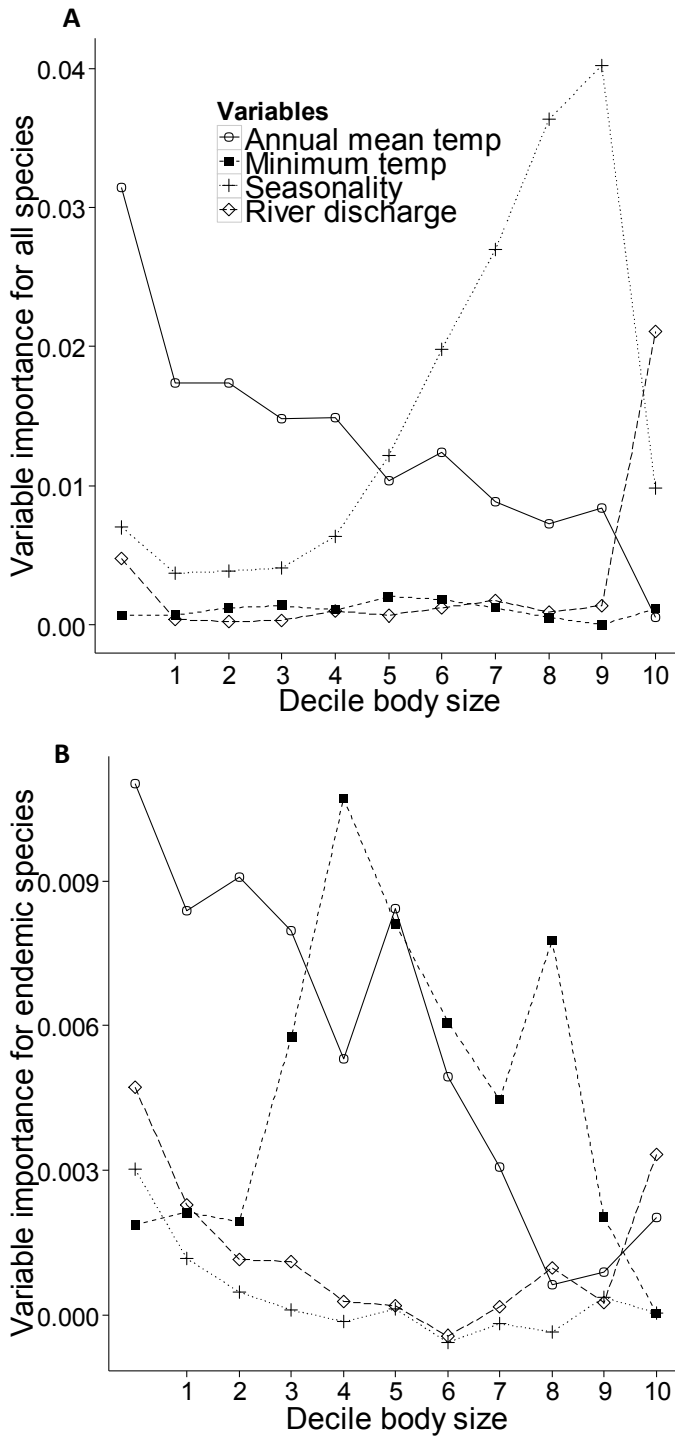 A
Variable importance for all species
0.04
0.03
0.02
0.01
0.00
Variables
Annual mean temp
Minimum temp
Seasonality
River discharge
1 2 3 4 5 6 7 8 9 10
Decile body size
B
Variable importance for endemic species
0.009
0.006
0.003
0.000
1 2 3 4 5 6 7 8 9 10
Decile body size